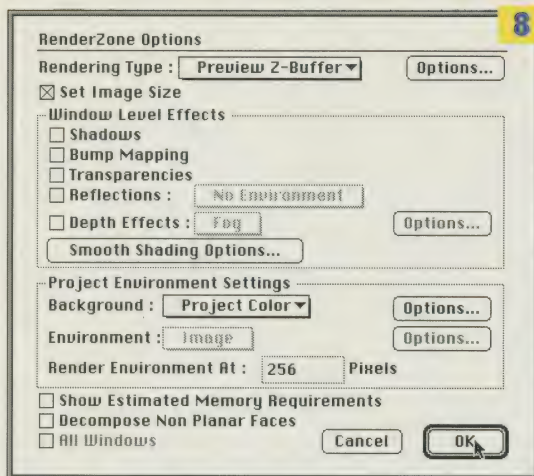 8
RenderZone Options
Rendering Type : Preview Z-Buffer Options...
Set Image Size
Window Level Effects
Shadows
Bump Mapping
Transparencies
Reflections : No Environment
Depth Effects : Fog Options...
Smooth Shading Options...
Project Environment Settings
Background : Project Color Options...
Environment : Image Options...
Render Environment At : 256 Pixels
Show Estimated Memory Requirements
Decompose Non Planar Faces
All Windows Cancel OK